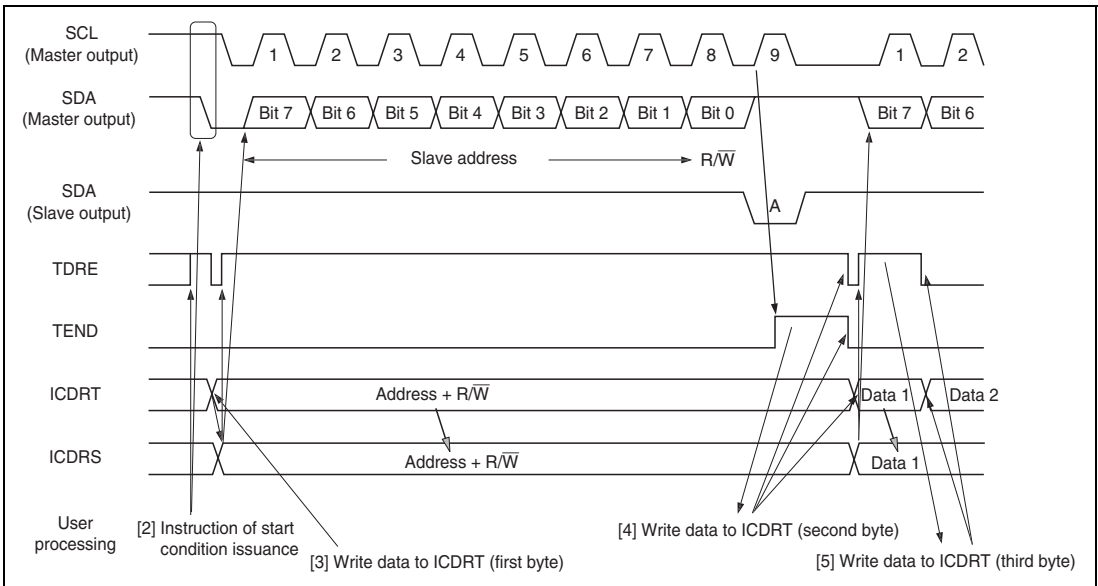 SCL
(Master output)
1 2 3 4 5 6 7 8 9 1 2
SDA
(Master output)
Bit 7 Bit 6 Bit 5 Bit 4 Bit 3 Bit 2 Bit 1 Bit 0 Bit 7 Bit 6
Slave address R/W̅
SDA
(Slave output)
A
TDRE
TEND
ICDRT
Address + R/W̅ Data 1 Data 2
ICDRS
Address + R/W̅ Data 1
User
processing
[2] Instruction of start
condition issuance
[3] Write data to ICDRT (first byte)
[4] Write data to ICDRT (second byte)
[5] Write data to ICDRT (third byte)